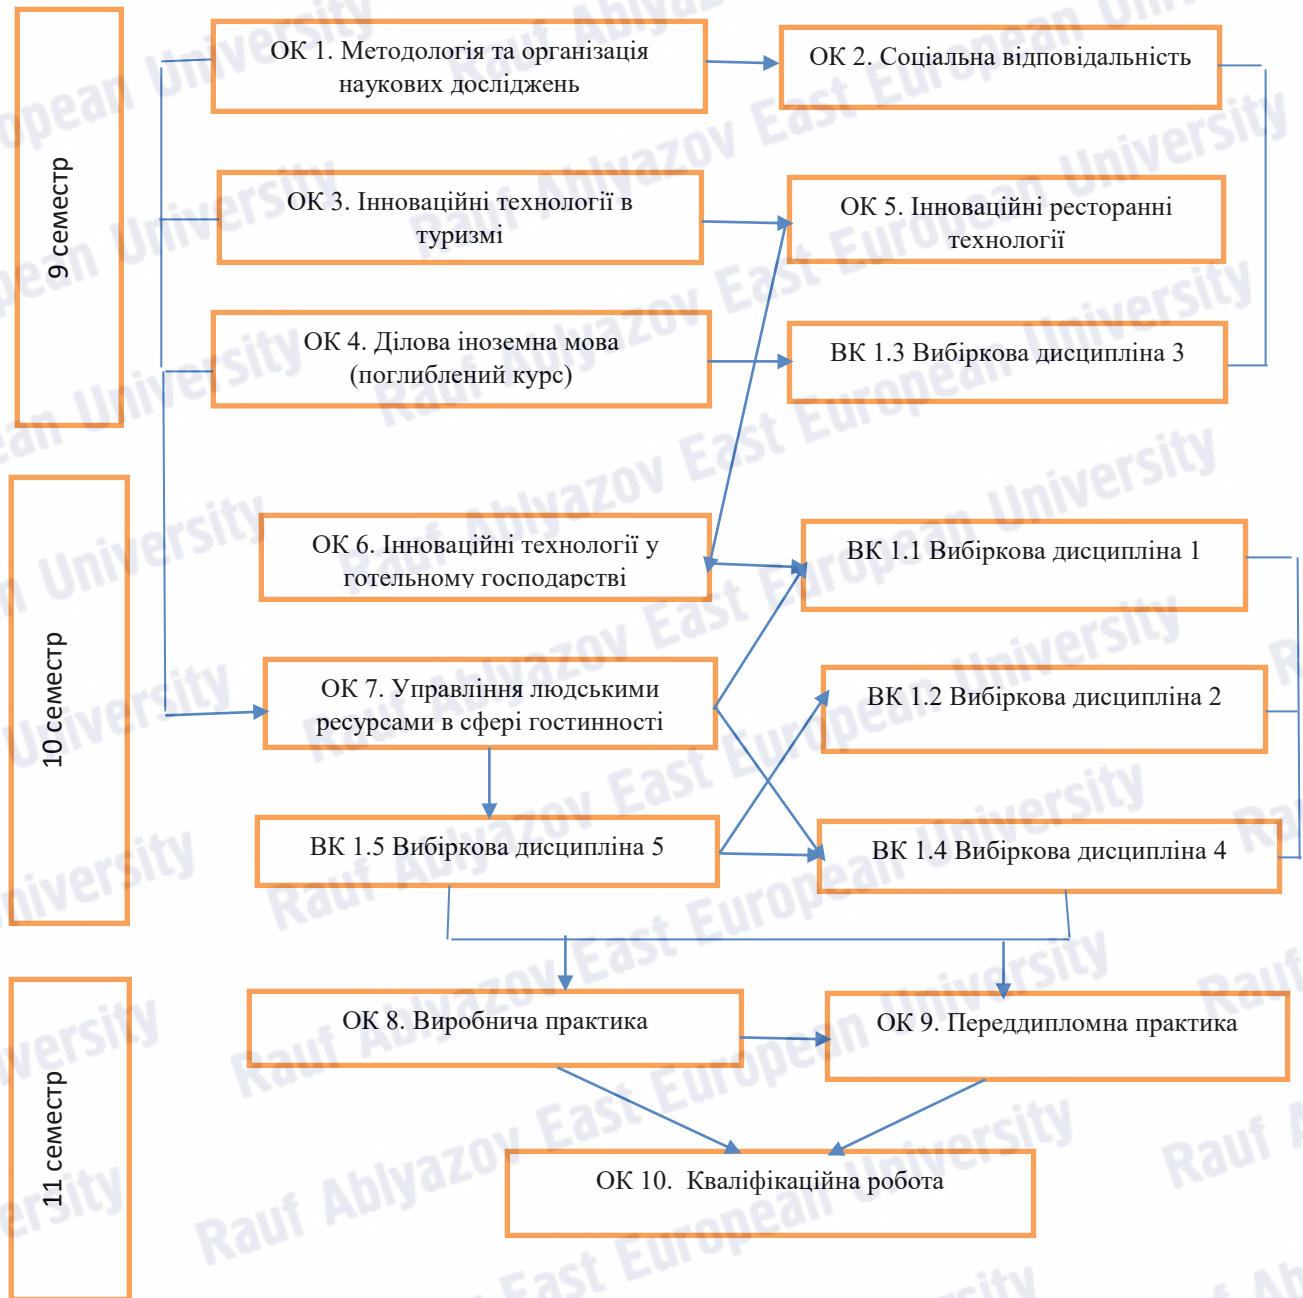 9 семестр
ОК 1. Методологія та організація
наукових досліджень
ОК 2. Соціальна відповідальність
ОК 3. Інноваційні технології в
туризмі
ОК 5. Інноваційні ресторанні
технології
ОК 4. Ділова іноземна мова
(поглиблений курс)
ВК 1.3 Вибіркова дисципліна 3
10 семестр
ОК 6. Інноваційні технології у
готельному господарстві
ВК 1.1 Вибіркова дисципліна 1
ОК 7. Управління людськими
ресурсами в сфері гостинності
ВК 1.2 Вибіркова дисципліна 2
ВК 1.5 Вибіркова дисципліна 5
ВК 1.4 Вибіркова дисципліна 4
11 семестр
ОК 8. Виробнича практика
ОК 9. Переддипломна практика
ОК 10. Кваліфікаційна робота
Rauf Ablyazov East European University